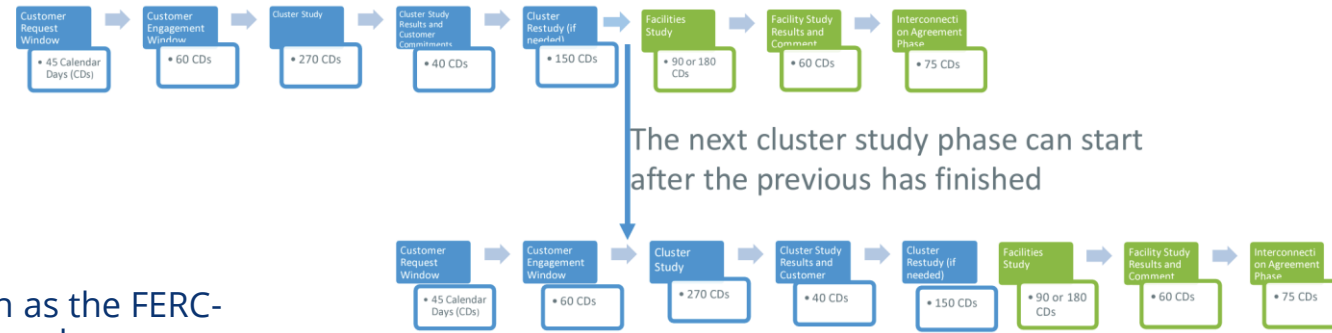 Customer
Request
Window
• 45 Calendar
Days (CDs)
Customer
Engagement
Window
• 60 CDs
Cluster Study
• 270 CDs
Cluster Study
Results and
Customer
Commitments
• 40 CDs
Cluster
Restudy (if
needed)
• 150 CDs
Facilities
Study
• 90 or 180
CDs
Facility Study
Results and
Comment
• 60 CDs
Interconnecti
on Agreement
Phase
• 75 CDs
The next cluster study phase can start
after the previous has finished
Customer
Request
Window
• 45 Calendar
Days (CDs)
Customer
Engagement
Window
• 60 CDs
Cluster
Study
• 270 CDs
Cluster Study
Results and
Customer
• 40 CDs
Cluster
Restudy (if
needed)
• 150 CDs
Facilities
Study
• 90 or 180
CDs
Facility Study
Results and
Comment
• 60 CDs
Interconnecti
on Agreement
Phase
• 75 CDs
as the FERC-